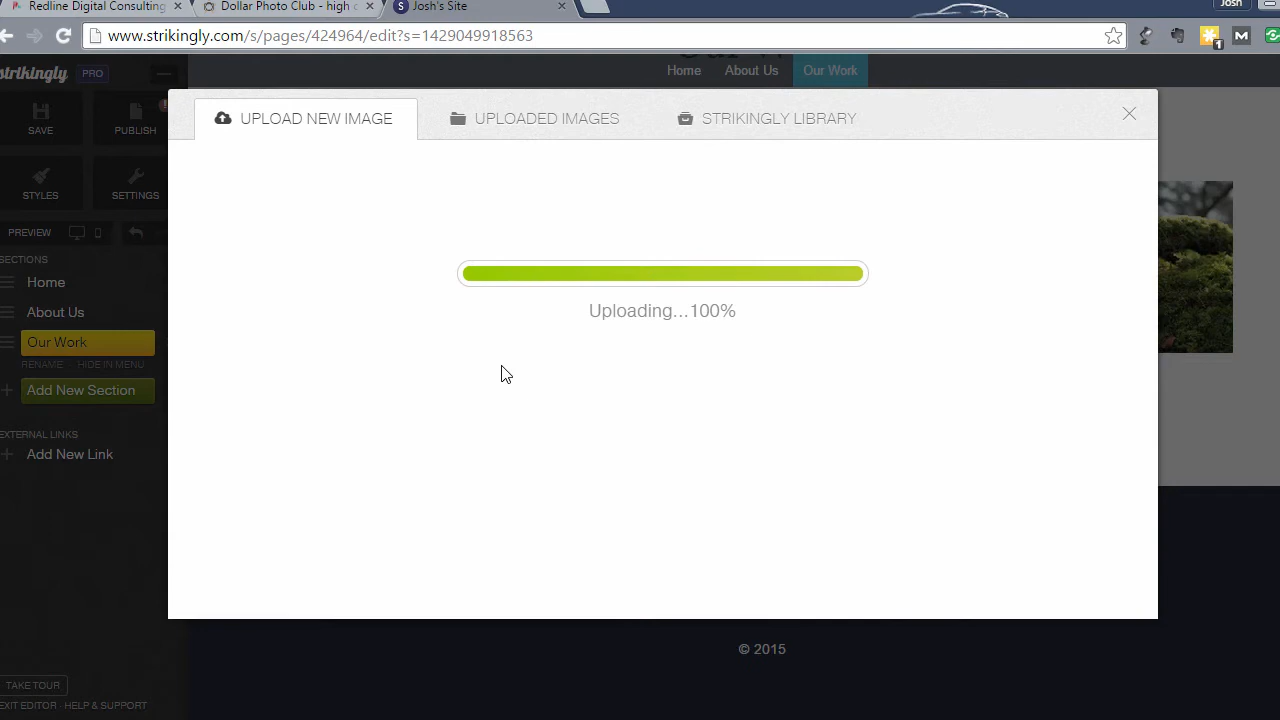 Redline Digital Consulting
Dollar Photo Club - high
Josh's Site
Josh
www.strikingly.com/s/pages/424964/edit?s=1429049918563
1
strikingly PRO
Home About Us Our Work
UPLOAD NEW IMAGE
UPLOADED IMAGES
STRIKINGLY LIBRARY
SAVE
PUBLISH
STYLES
SETTINGS
PREVIEW
SECTIONS
Home
About Us
Our Work
RENAME HIDE IN MENU
Add New Section
EXTERNAL LINKS
Add New Link
Uploading...100%
© 2015
TAKE TOUR
EXIT EDITOR · HELP & SUPPORT